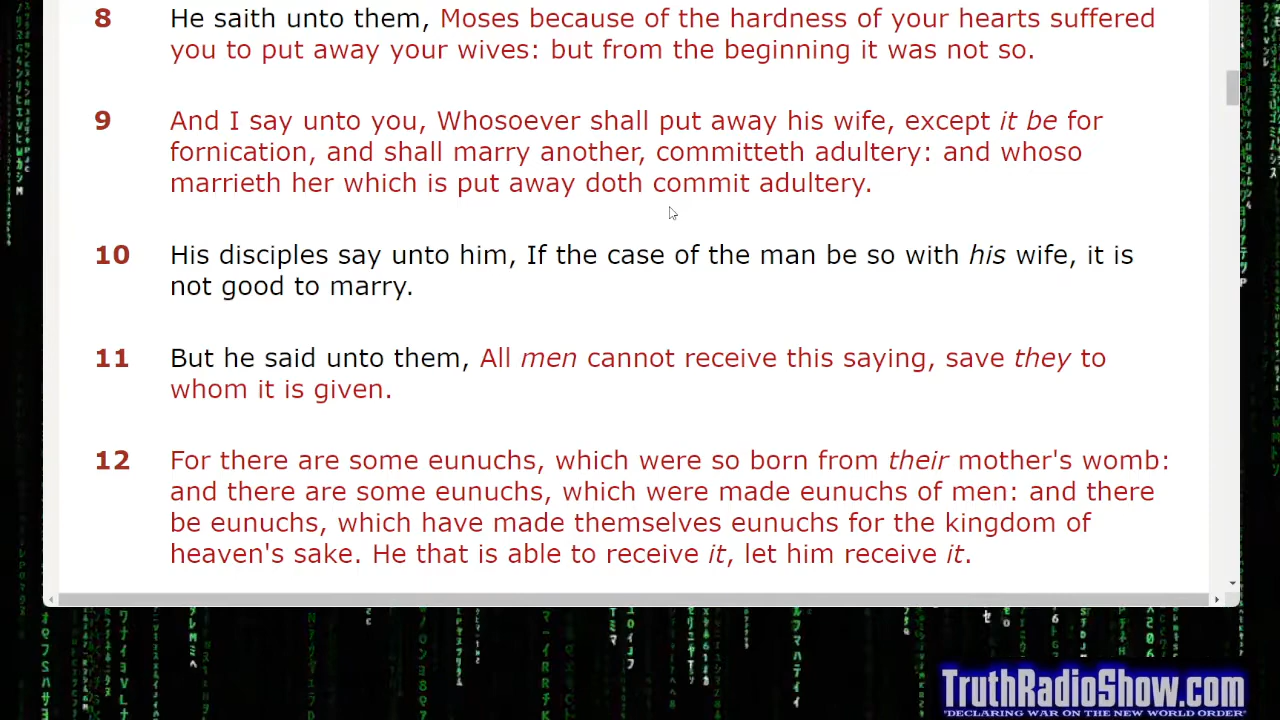 8 He saith unto them, Moses because of the hardness of your hearts suffered
you to put away your wives: but from the beginning it was not so.
9 And I say unto you, Whosoever shall put away his wife, except it be for
fornication, and shall marry another, committeth adultery: and whoso
marrieth her which is put away doth commit adultery.
10 His disciples say unto him, If the case of the man be so with his wife, it is
not good to marry.
11 But he said unto them, All men cannot receive this saying, save they to
whom it is given.
12 For there are some eunuchs, which were so born from their mother's womb:
and there are some eunuchs, which were made eunuchs of men: and there
be eunuchs, which have made themselves eunuchs for the kingdom of
heaven's sake. He that is able to receive it, let him receive it.
TruthRadioShow.com
"DECLARING WAR ON THE NEW WORLD ORDER"